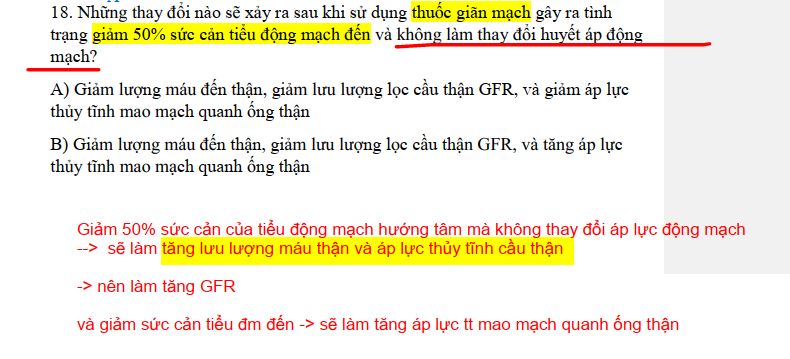 18. Những thay đổi nào sẽ xảy ra sau khi sử dụng thuốc giãn mạch gây ra tình
trạng giảm 50% sức cản tiểu động mạch đến và không làm thay đổi huyết áp động
mạch?
A) Giảm lượng máu đến thận, giảm lưu lượng lọc cầu thận GFR, và giảm áp lực
thủy tĩnh mao mạch quanh ống thận
B) Giảm lượng máu đến thận, giảm lưu lượng lọc cầu thận GFR, và tăng áp lực
thủy tĩnh mao mạch quanh ống thận
Giảm 50% sức cản của tiểu động mạch hướng tâm mà không thay đổi áp lực động mạch
--> sẽ làm tăng lưu lượng máu thận và áp lực thủy tĩnh cầu thận
-> nên làm tăng GFR
và giảm sức cản tiểu đm đến -> sẽ làm tăng áp lực tt mao mạch quanh ống thận